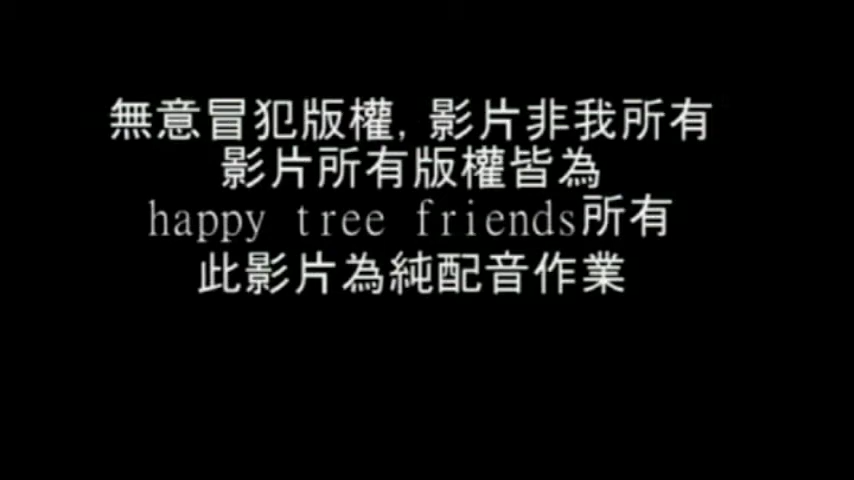 無意冒犯版權, 影片非我所有
影片所有版權皆為
happy tree friends所有
此影片為純配音作業